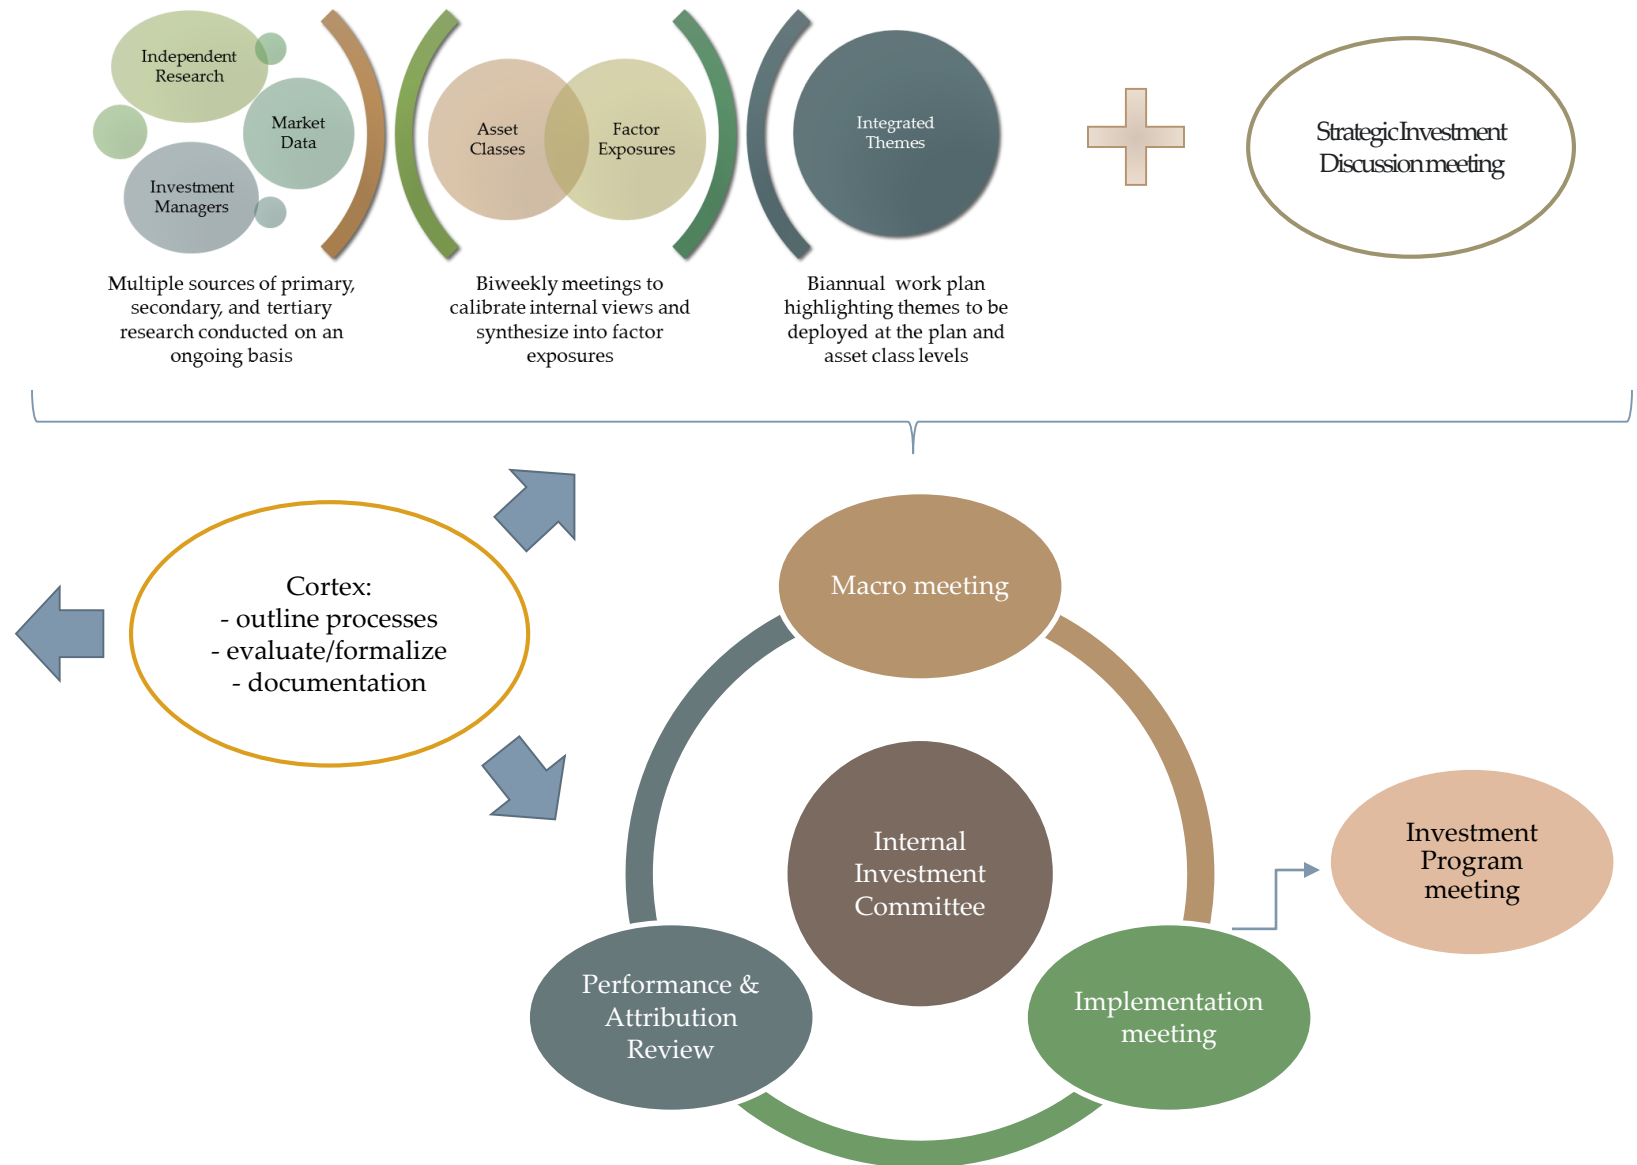 Independent
Research
Market
Data
Investment
Managers
Asset
Classes
Factor
Exposures
Integrated
Themes
Strategic Investment
Discussion meeting
Multiple sources of primary,
secondary, and tertiary
research conducted on an
ongoing basis
Biweekly meetings to
calibrate internal views and
synthesize into factor
exposures
Biannual work plan
highlighting themes to be
deployed at the plan and
asset class levels
Cortex:
- outline processes
- evaluate/formalize
- documentation
Macro meeting
Internal
Investment
Committee
Investment
Program
meeting
Performance &
Attribution
Review
Implementation
meeting